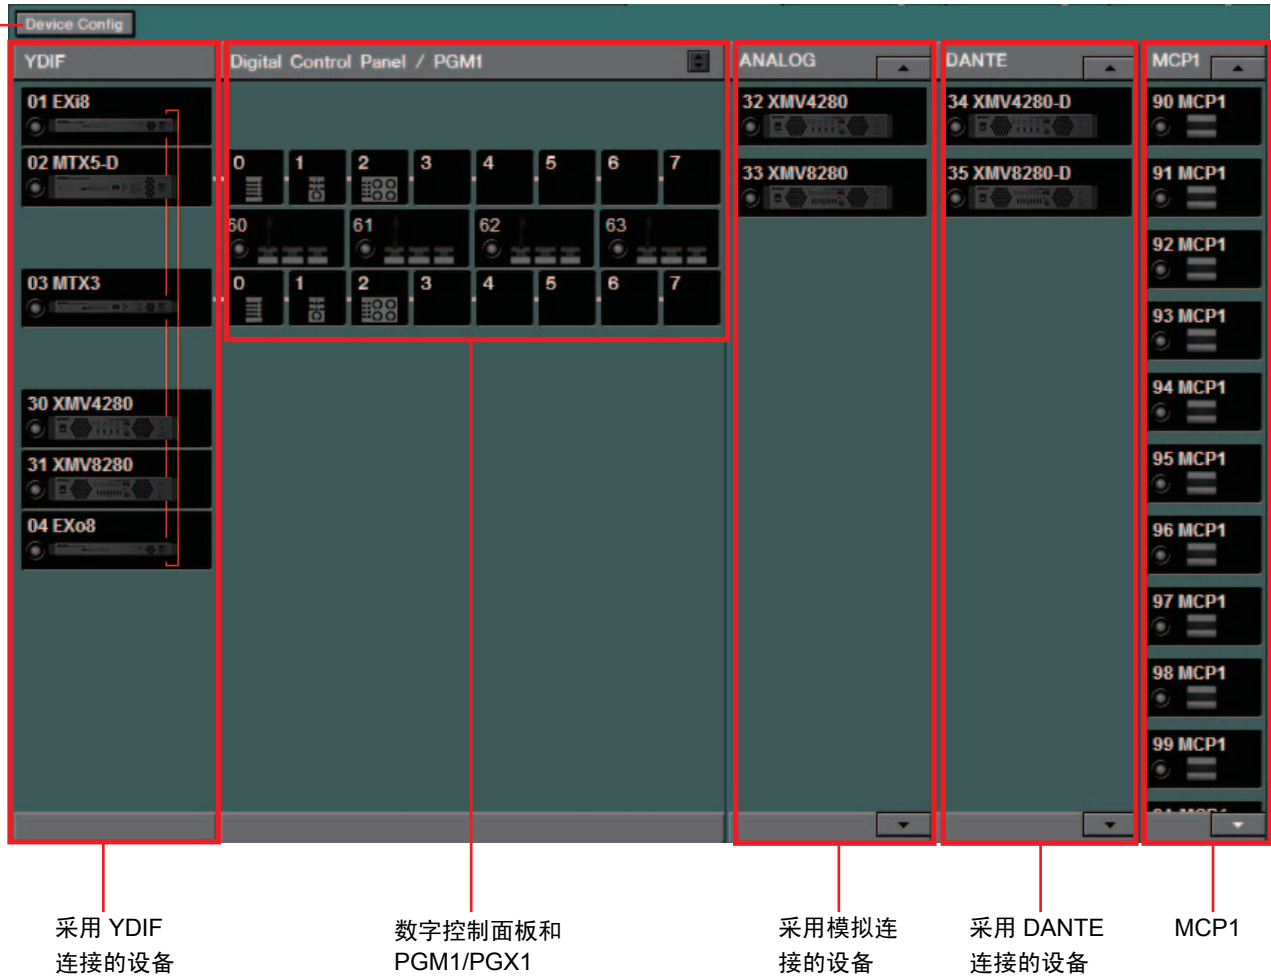 Device Config
YDIF
Digital Control Panel / PGM1
ANALOG
DANTE
MCP1
01 EXi8
02 MTX5-D
03 MTX3
30 XMV4280
31 XMV8280
04 EXo8
0 1 2 3 4 5 6 7
60 61 62 63
0 1 2 3 4 5 6 7
32 XMV4280
33 XMV8280
34 XMV4280-D
35 XMV8280-D
90 MCP1
91 MCP1
92 MCP1
93 MCP1
94 MCP1
95 MCP1
96 MCP1
97 MCP1
98 MCP1
99 MCP1
采用 YDIF
连接的设备
数字控制面板和
PGM1/PGX1
采用模拟连
接的设备
采用 DANTE
连接的设备
MCP1